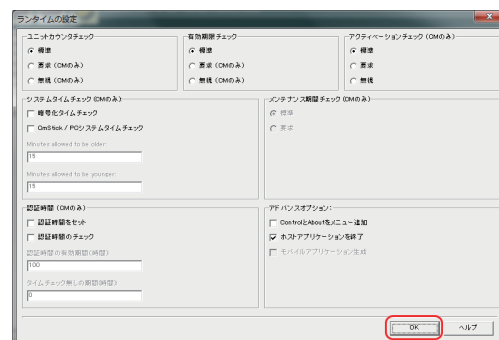 ランタイムの設定
ユニットカウンタチェック
標準
要求 (CMのみ)
無視 (CMのみ)
有効期限チェック
標準
要求 (CMのみ)
無視 (CMのみ)
アクティベーションチェック (CMのみ)
標準
要求
無視
システムタイムチェック (CMのみ)
暗号化タイムチェック
CmStick / PCシステムタイムチェック
Minutes allowed to be older:
15
Minutes allowed to be younger:
15
メンテナンス期間チェック (CMのみ)
標準
要求
認証時間 (CMのみ)
認証時間をセット
認証時間のチェック
認証時間の有効期間(時間)
100
タイムチェック無しの期間(時間)
0
アドバンスオプション:
ControlとAboutをメニュー追加
ホストアプリケーションを終了
モバイルアプリケーション生成
OK
ヘルプ